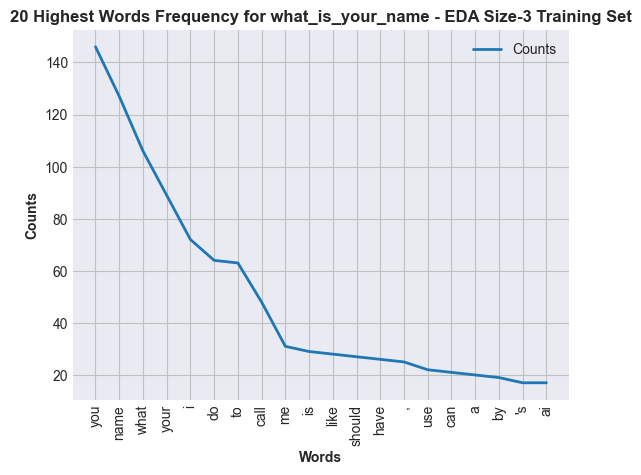 20 Highest Words Frequency for what_is_your_name - EDA Size-3 Training Set
Counts
140
120
100
80
60
40
20
Counts
you
name
what
your
i
do
to
call
me
is
like
should
have
,
use
can
a
by
's
ai
Words